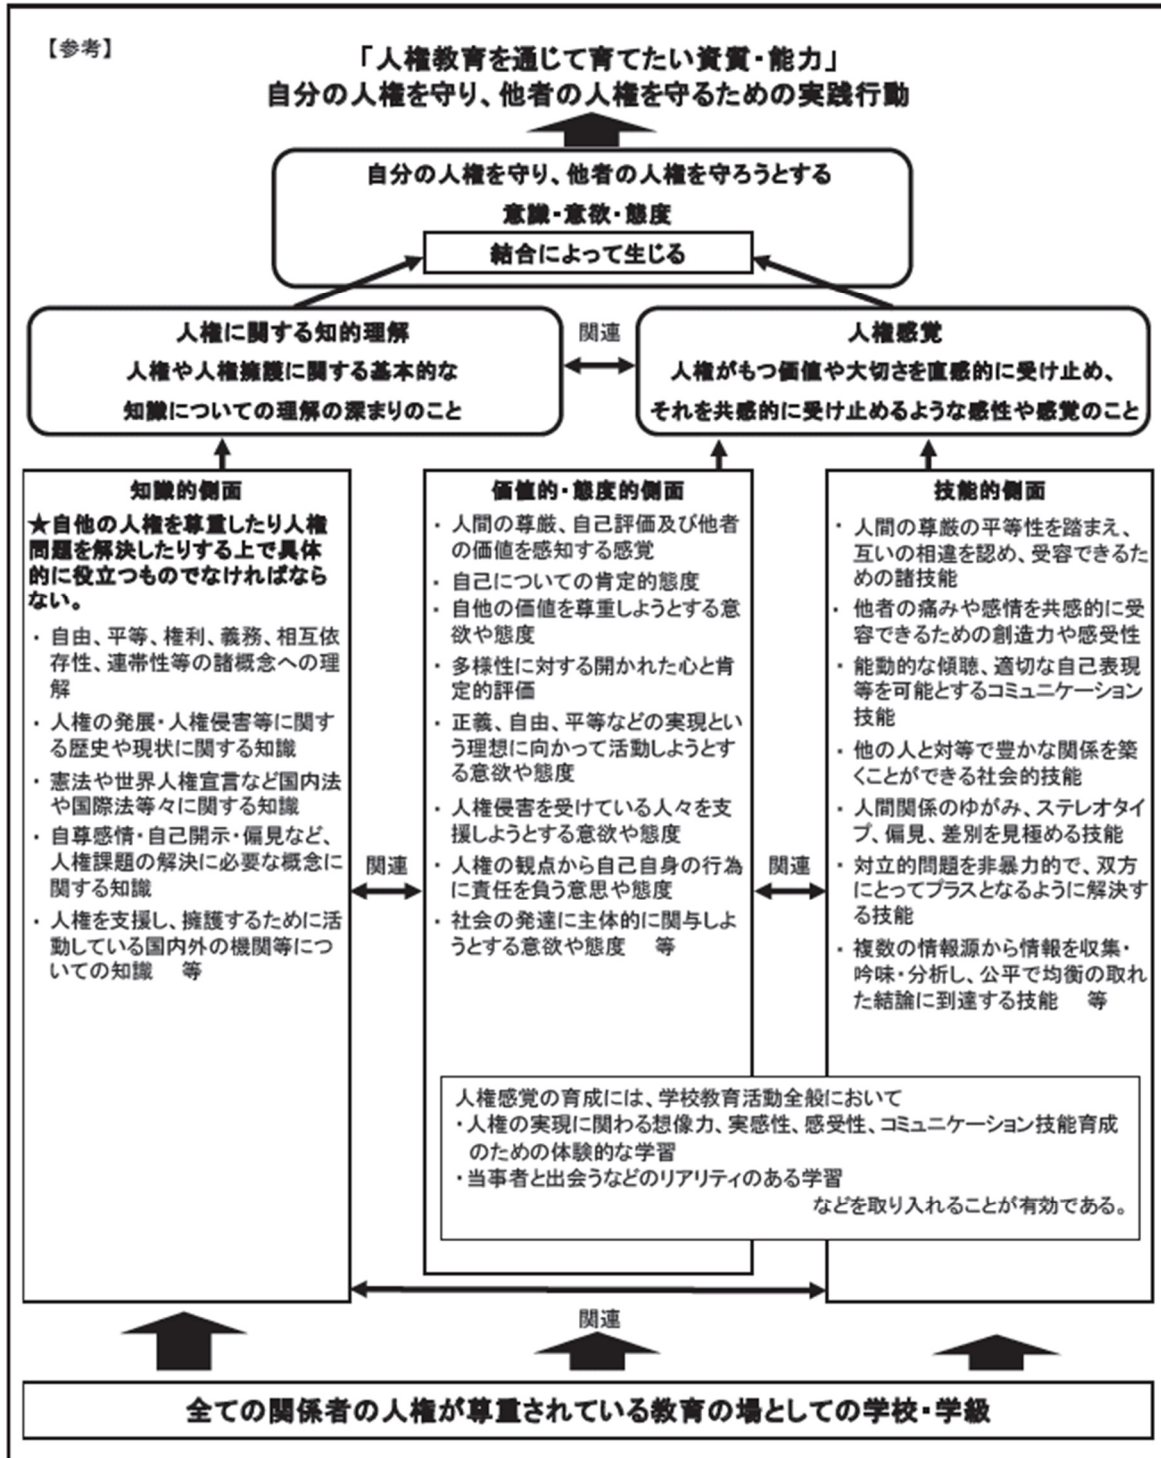 【参考】
「人権教育を通じて育てたい資質・能力」
自分の人権を守り、他者の人権を守るための実践行動
自分の人権を守り、他者の人権を守ろうとする
意識・意欲・態度
結合によって生じる
人権に関する知的理解
人権や人権擁護に関する基本的な
知識についての理解の深まりのこと
関連
人権感覚
人権がもつ価値や大切さを直感的に受け止め、
それを共感的に受け止めるような感性や感覚のこと
知識的側面
★自他の人権を尊重したり人権
問題を解決したりする上で具体
的に役立つものでなければなら
ない。
・自由、平等、権利、義務、相互依
存性、連帯性等の諸概念への理
解
・人権の発展・人権侵害等に関す
る歴史や現状に関する知識
・憲法や世界人権宣言など国内法
や国際法等々に関する知識
・自尊感情・自己開示・偏見など、
人権課題の解決に必要な概念に
関する知識
・人権を支援し、擁護するために活
動している国内外の機関等につ
いての知識　等
関連
価値的・態度的側面
・人間の尊厳、自己評価及び他者
の価値を感知する感覚
・自己についての肯定的態度
・自他の価値を尊重しようとする意
欲や態度
・多様性に対する開かれた心と肯
定的評価
・正義、自由、平等などの実現とい
う理想に向かって活動しようとす
る意欲や態度
・人権侵害を受けている人々を支
援しようとする意欲や態度
・人権の観点から自己自身の行為
に責任を負う意思や態度
・社会の発達に主体的に関与しよ
うとする意欲や態度　等
関連
技能的側面
・人間の尊厳の平等性を踏まえ、
互いの相違を認め、受容できるた
めの諸技能
・他者の痛みや感情を共感的に受
容できるための創造力や感受性
・能動的な傾聴、適切な自己表現
等を可能とするコミュニケーション
技能
・他の人と対等で豊かな関係を築
くことができる社会的技能
・人間関係のゆがみ、ステレオタイ
プ、偏見、差別を見極める技能
・対立的問題を非暴力的で、双方
にとってプラスとなるように解決す
る技能
・複数の情報源から情報を収集・
吟味・分析し、公平で均衡の取れ
た結論に到達する技能　等
人権感覚の育成には、学校教育活動全般において
・人権の実現に関わる想像力、実感性、感受性、コミュニケーション技能育成
のための体験的な学習
・当事者と出会うなどのリアリティのある学習
などを取り入れることが有効である。
関連
全ての関係者の人権が尊重されている教育の場としての学校・学級